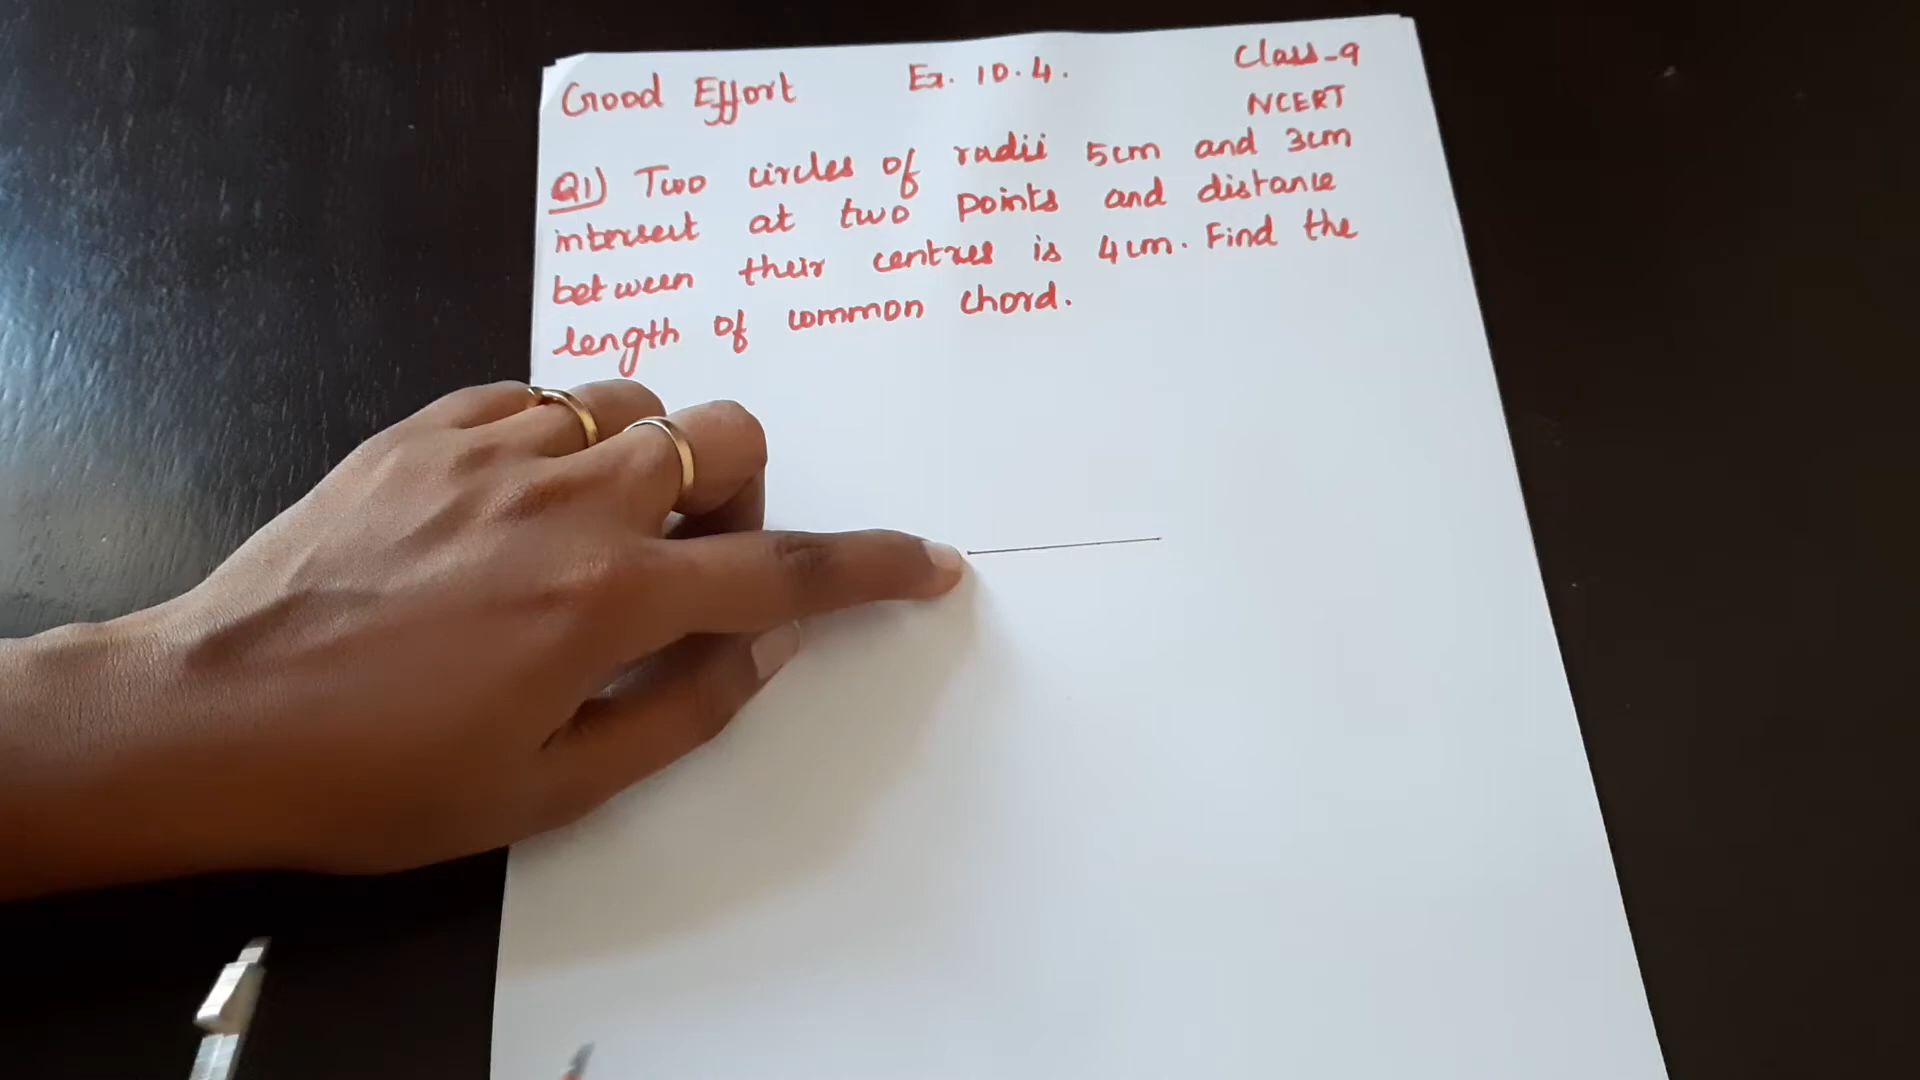 Good Effort Ex. 10.4. Class-9
NCERT
Q1) Two circles of radii 5cm and 3cm
intersect at two points and distance
between their centres is 4cm. Find the
length of common chord.